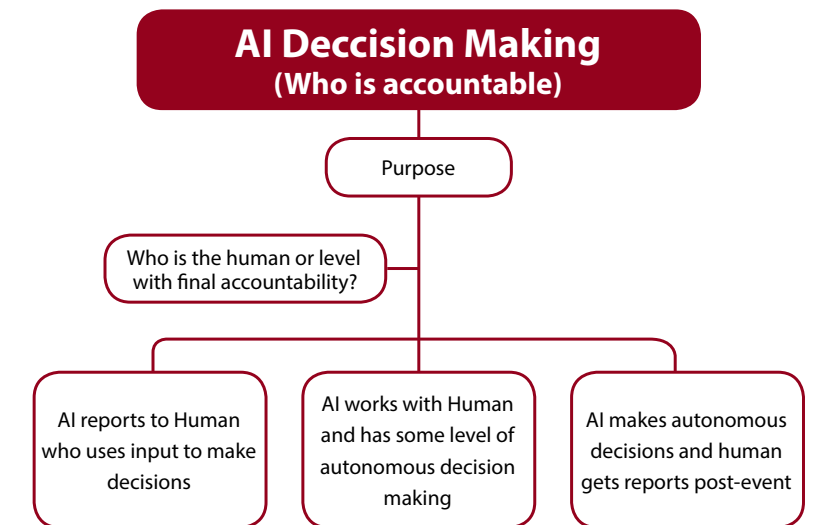 AI Deccision Making
(Who is accountable)
Purpose
Who is the human or level
with final accountability?
AI reports to Human
who uses input to make
decisions
AI works with Human
and has some level of
autonomous decision
making
AI makes autonomous
decisions and human
gets reports post-event